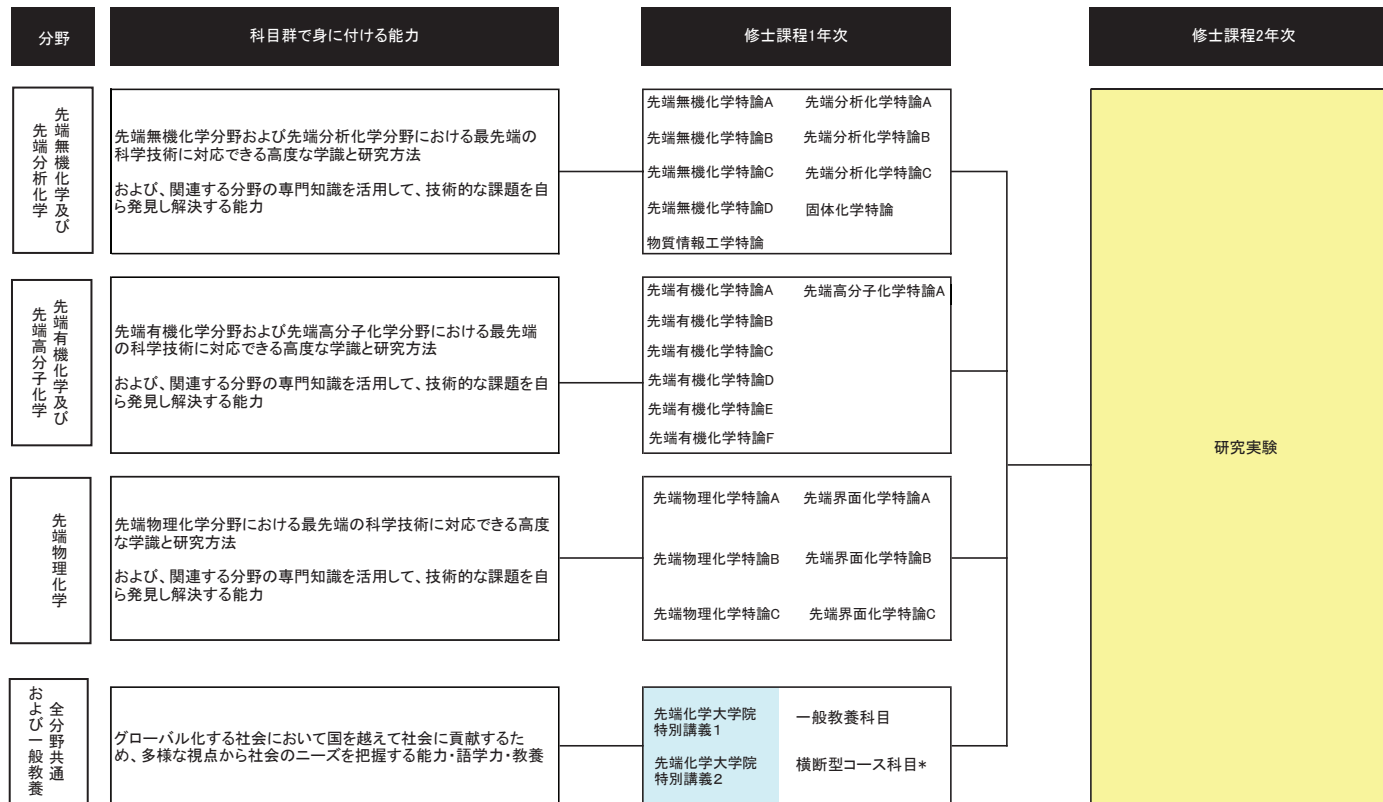 分野
科目群で身に付ける能力
修士課程1年次
修士課程2年次
先端無機化学及び
先端分析化学
先端無機化学分野および先端分析化学分野における最先端の
科学技術に対応できる高度な学識と研究方法
および、関連する分野の専門知識を活用して、技術的な課題を自
ら発見し解決する能力
先端無機化学特論A
先端分析化学特論A
先端無機化学特論B
先端分析化学特論B
先端無機化学特論C
先端分析化学特論C
先端無機化学特論D
固体化学特論
物質情報工学特論
先端有機化学及び
先端高分子化学
先端有機化学分野および先端高分子化学分野における最先端
の科学技術に対応できる高度な学識と研究方法
および、関連する分野の専門知識を活用して、技術的な課題を自
ら発見し解決する能力
先端有機化学特論A
先端高分子化学特論A
先端有機化学特論B
先端有機化学特論C
先端有機化学特論D
先端有機化学特論E
先端有機化学特論F
研究実験
先端物理化学
先端物理化学分野における最先端の科学技術に対応できる高度
な学識と研究方法
および、関連する分野の専門知識を活用して、技術的な課題を自
ら発見し解決する能力
先端物理化学特論A
先端界面化学特論A
先端物理化学特論B
先端界面化学特論B
先端物理化学特論C
先端界面化学特論C
全分野共通
および一般教養
グローバル化する社会において国を越えて社会に貢献するた
め、多様な視点から社会のニーズを把握する能力・語学力・教養
先端化学大学院
特別講義1
一般教養科目
先端化学大学院
特別講義2
横断型コース科目*